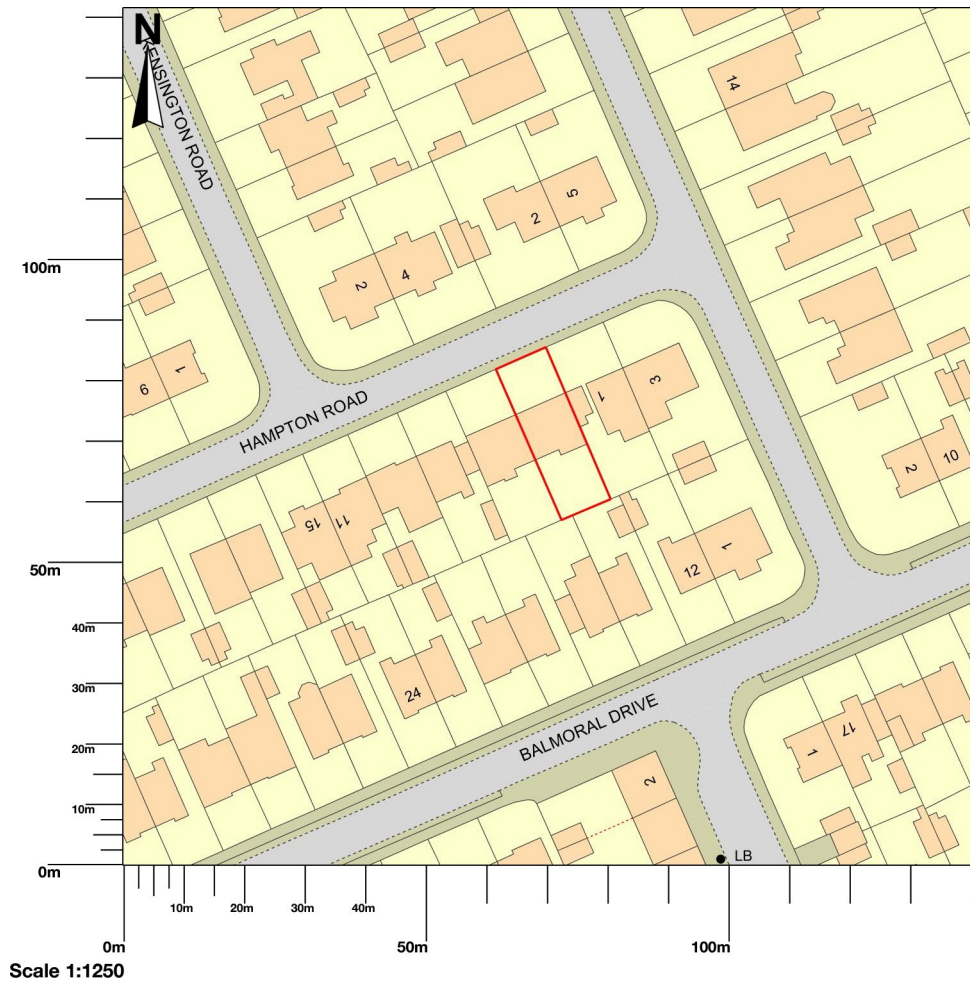 N
KENSINGTON ROAD
14
5
2
2
4
100m
1
9
3
1
HAMPTON ROAD
2
10
15
11
1
12
50m
40m
24
30m
BALMORAL DRIVE
17
20m
1
2
10m
LB
0m
10m
20m
30m
40m
0m
50m
100m
Scale 1:1250